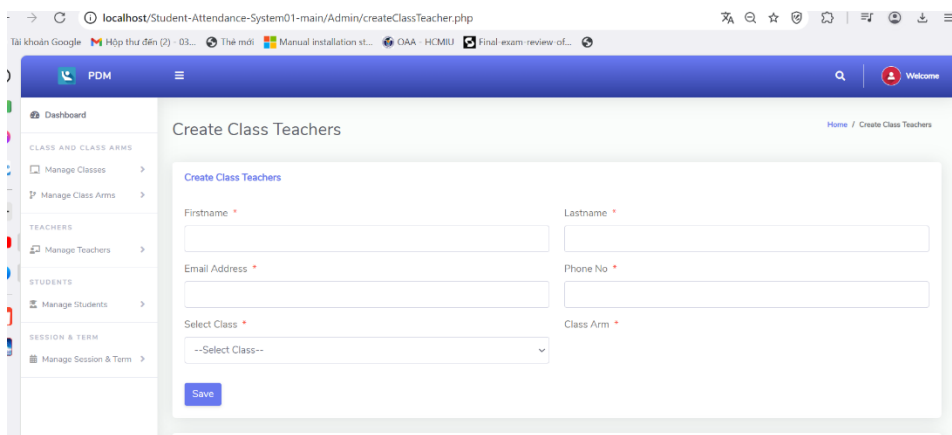 localhost/Student-Attendance-System01-main/Admin/createClassTeacher.php
Tài khoản Google Hộp thư đến (2) - 03... Thẻ mới Manual installation st... OAA - HCMIU Final-exam-review-of...
PDM Welcome
Dashboard
Create Class Teachers
Home / Create Class Teachers
CLASS AND CLASS ARMS
Manage Classes
Manage Class Arms
TEACHERS
Manage Teachers
STUDENTS
Manage Students
SESSION & TERM
Manage Session & Term
Create Class Teachers
Firstname * Lastname *
Email Address * Phone No *
Select Class * Class Arm *
--Select Class--
Save